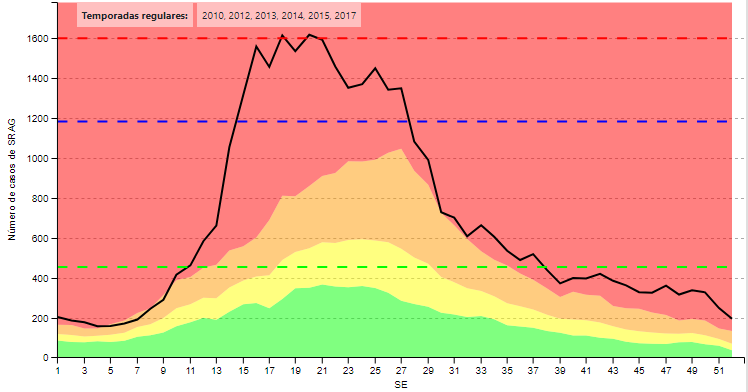 Temporadas regulares: 2010, 2012, 2013, 2014, 2015, 2017
Número de casos de SRAG
1600
1400
1200
1000
800
600
400
200
0
1 3 5 7 9 11 13 15 17 19 21 23 25 27 29 31 33 35 37 39 41 43 45 47 49 51
SE